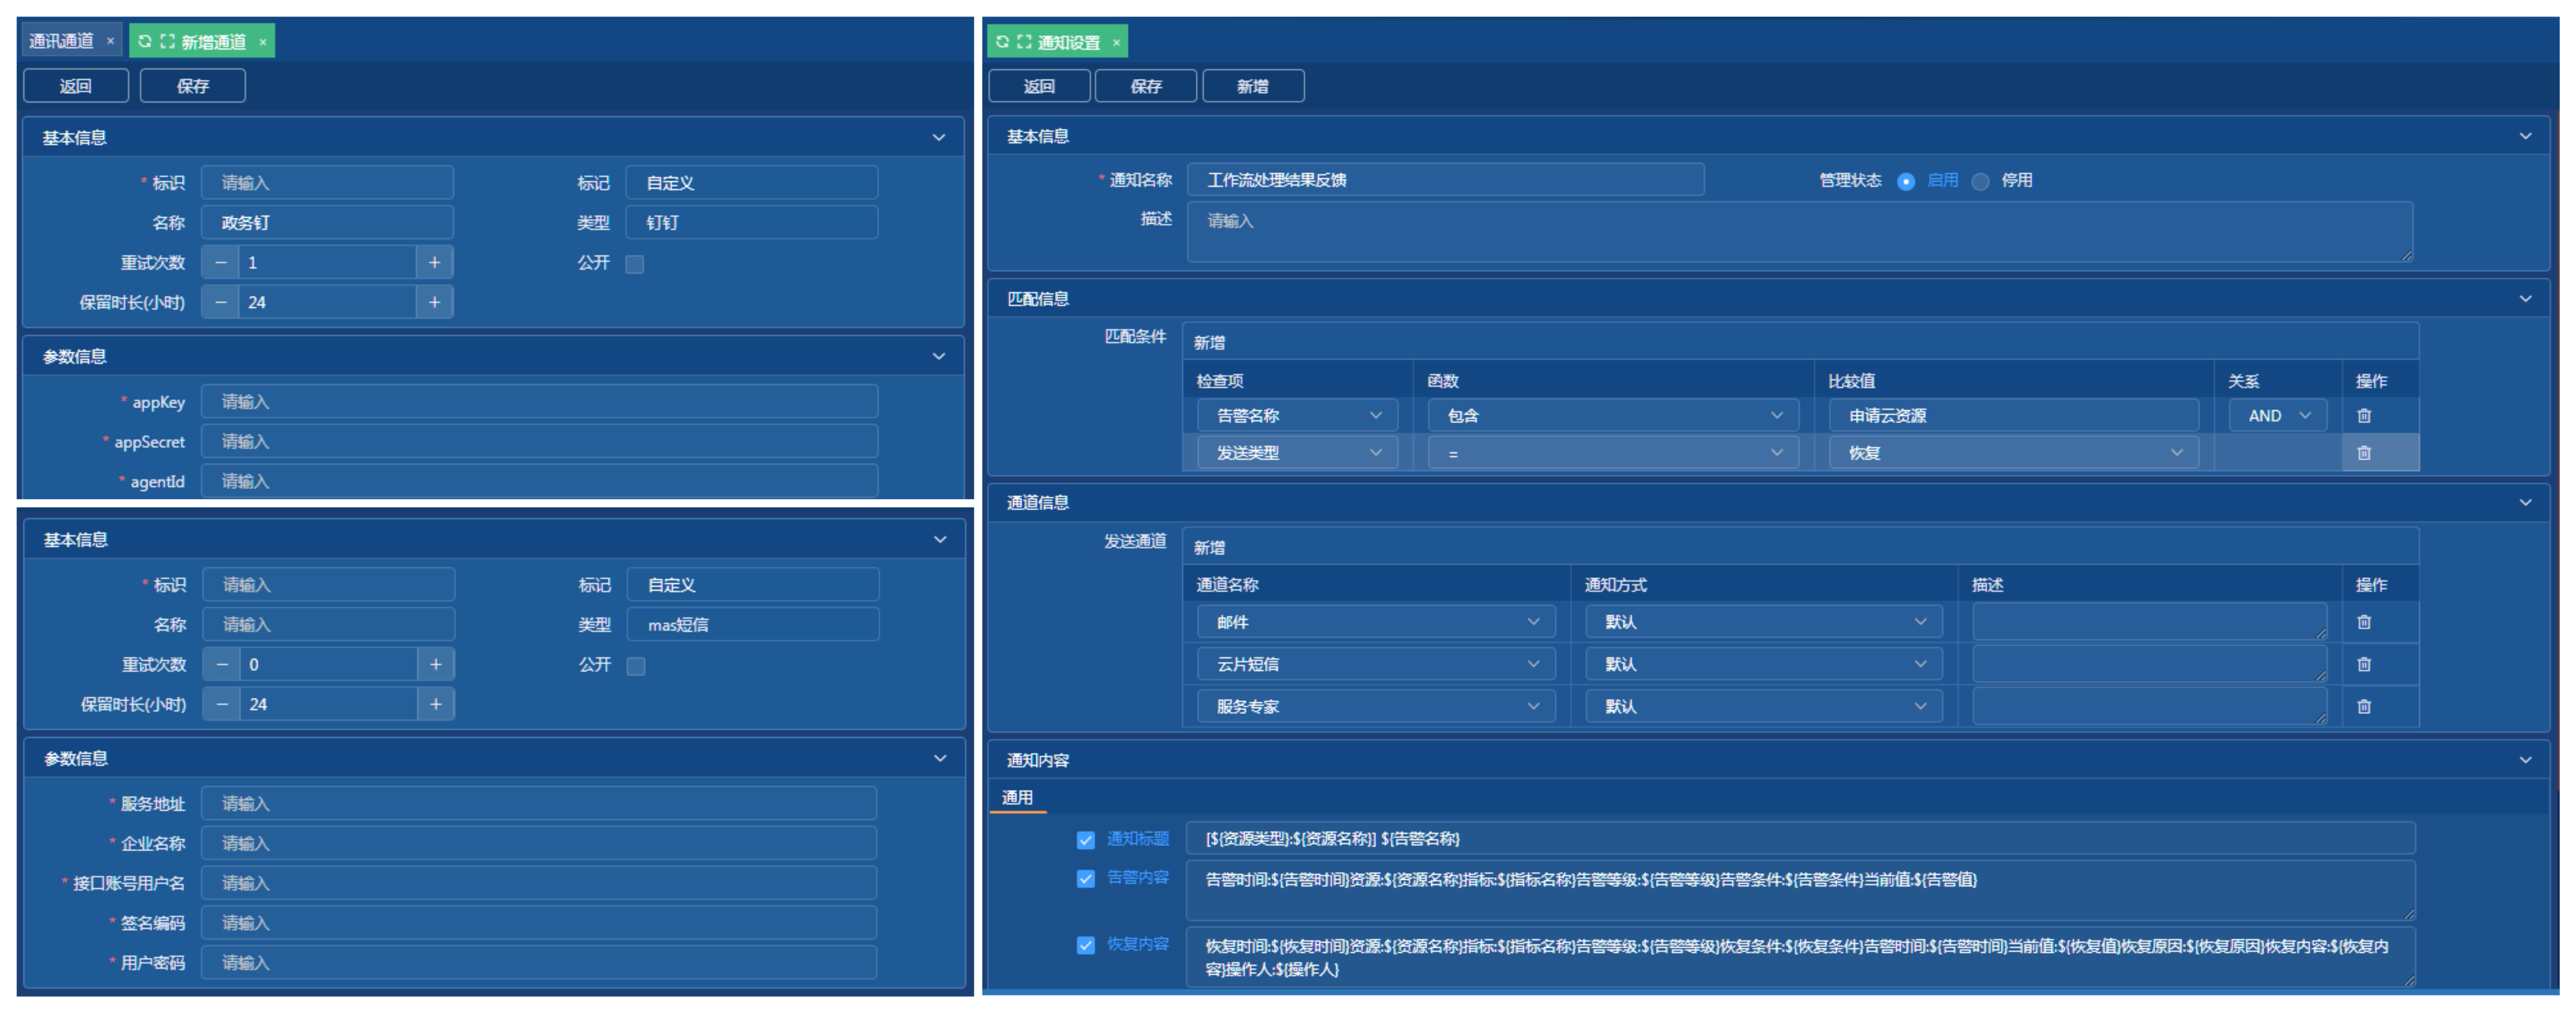 通讯通道 ×
新增通道 ×
返回
保存
基本信息
* 标识 请输入 标记 自定义
名称 政务钉 类型 钉钉
重试次数 − 1 + 公开
保留时长(小时) − 24 +
参数信息
* appKey 请输入
* appSecret 请输入
* agentId 请输入
基本信息
* 标识 请输入 标记 自定义
名称 请输入 类型 mas短信
重试次数 − 0 + 公开
保留时长(小时) − 24 +
参数信息
* 服务地址 请输入
* 企业名称 请输入
* 接口账号用户名 请输入
* 签名编码 请输入
* 用户密码 请输入
通知设置 ×
返回
保存
新增
基本信息
* 通知名称 工作流处理结果反馈 管理状态 启用 停用
描述 请输入
匹配信息
匹配条件 新增
检查项 函数 比较值 关系 操作
告警名称 包含 申请云资源 AND
发送类型 = 恢复
通道信息
发送通道 新增
通道名称 通知方式 描述 操作
邮件 默认
云片短信 默认
服务专家 默认
通知内容
通用
通知标题 [${资源类型}:${资源名称}] ${告警名称}
告警内容 告警时间:${告警时间}资源:${资源名称}指标:${指标名称}告警等级:${告警等级}告警条件:${告警条件}当前值:${告警值}
恢复内容 恢复时间:${恢复时间}资源:${资源名称}指标:${指标名称}告警等级:${告警等级}恢复条件:${恢复条件}告警时间:${告警时间}当前值:${恢复值}恢复原因:${恢复原因}恢复内容:${恢复内
容}操作人:${操作人}